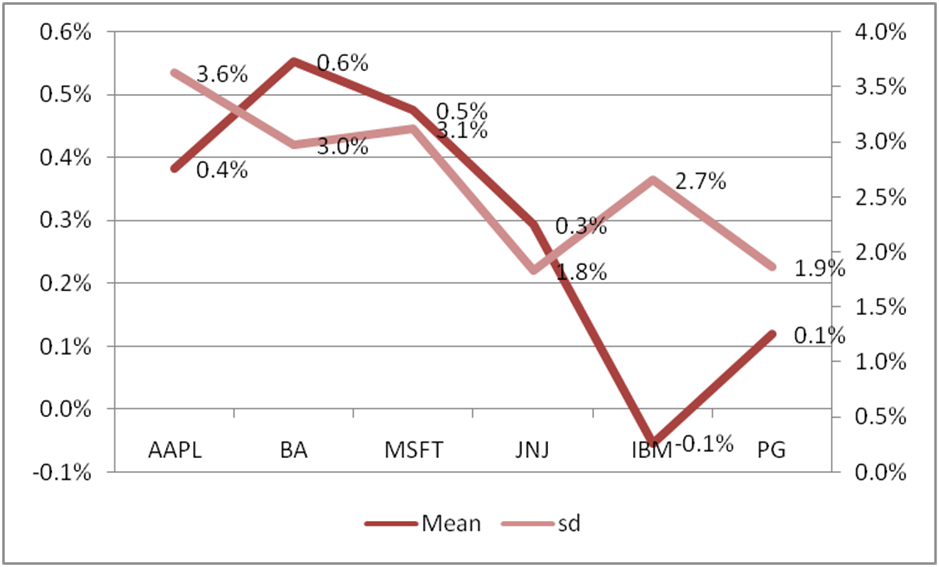 0.6% 4.0%
3.6% 0.6% 3.5%
0.5% 0.5%
3.0% 3.1% 3.0%
0.4% 0.4% 2.7%
2.5%
0.3% 0.3%
1.8% 1.9% 2.0%
0.2% 1.5%
0.1% 0.1%
1.0%
0.0% 0.5%
AAPL BA MSFT JNJ IBM -0.1% PG
-0.1% 0.0%
Mean sd